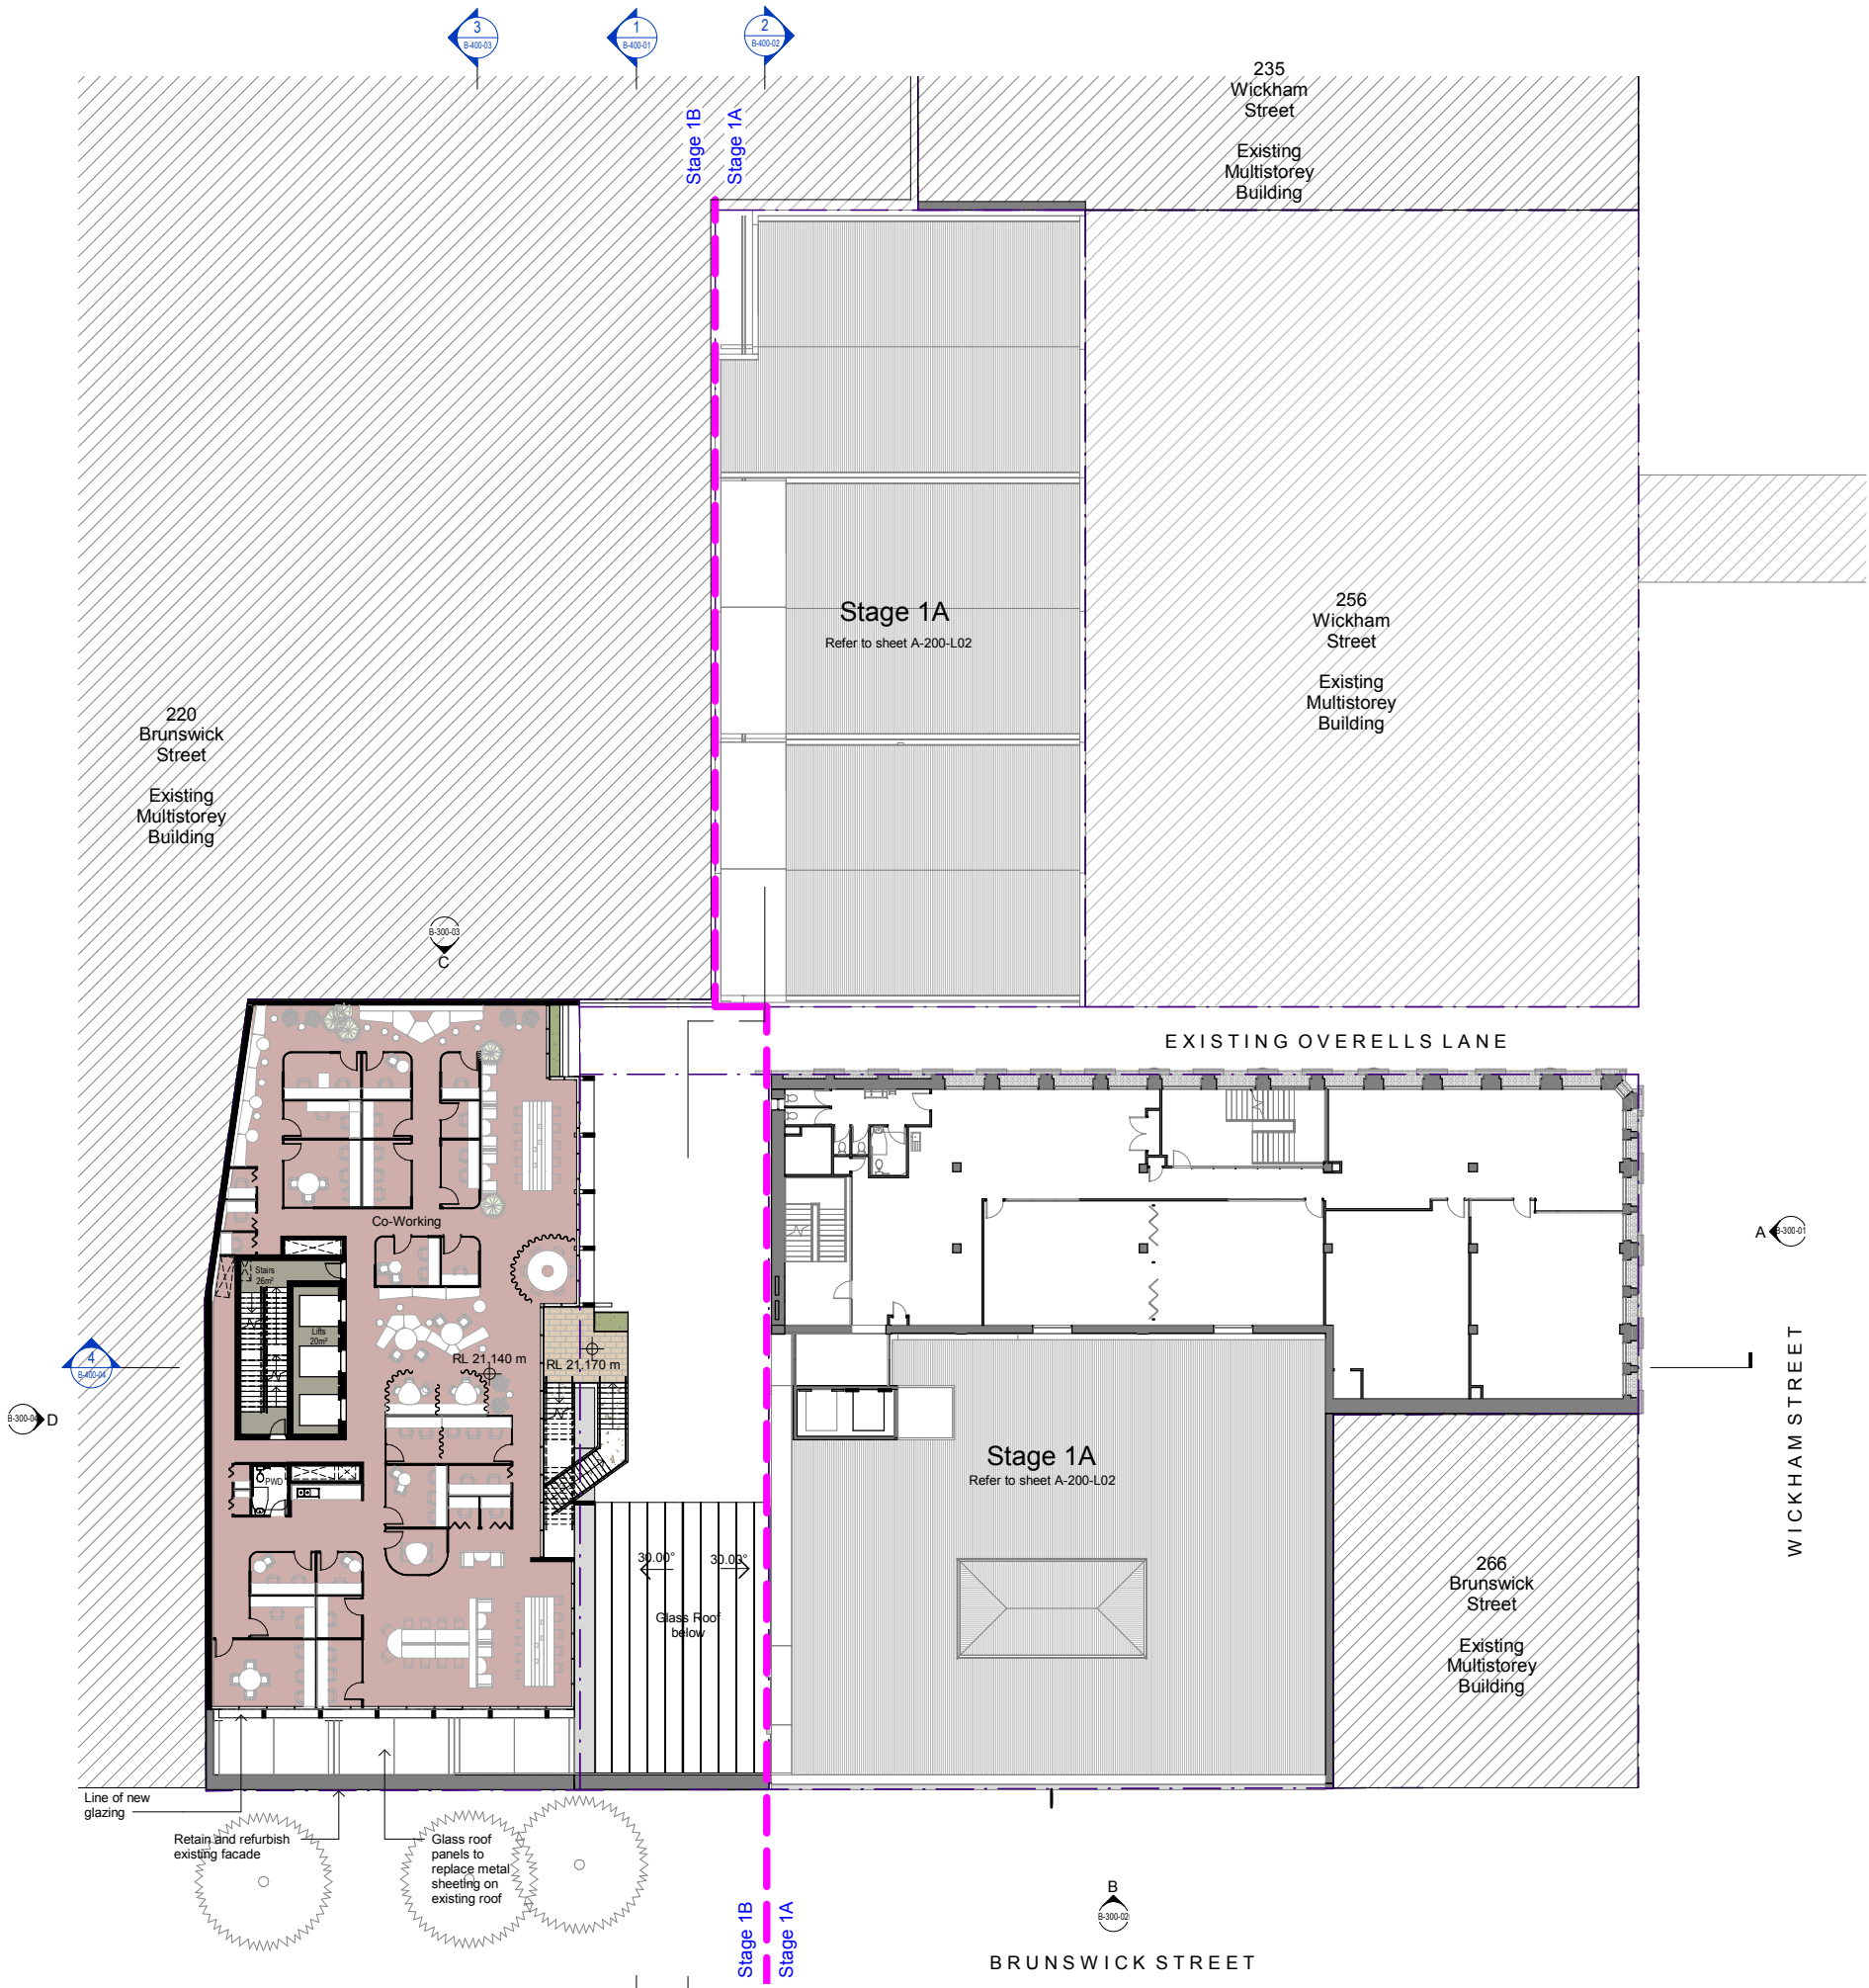 3
B-400-03
1
B-400-01
2
B-400-02
Stage 1B
Stage 1A
235
Wickham
Street
Existing
Multistorey
Building
Stage 1A
Refer to sheet A-200-L02
256
Wickham
Street
Existing
Multistorey
Building
220
Brunswick
Street
Existing
Multistorey
Building
B-300-03
C
EXISTING OVERELLS LANE
Co-Working
Stairs
26m²
Lifts
20m²
RL 21.140 m
RL 21.170 m
A
B-300-01
4
B-400-04
B-300-04
D
WICKHAM STREET
PWD
Stage 1A
Refer to sheet A-200-L02
30.00°
30.00°
Glass Roof
below
266
Brunswick
Street
Existing
Multistorey
Building
Line of new
glazing
Retain and refurbish
existing facade
Glass roof
panels to
replace metal
sheeting on
existing roof
Stage 1B
Stage 1A
B
B-300-02
BRUNSWICK STREET